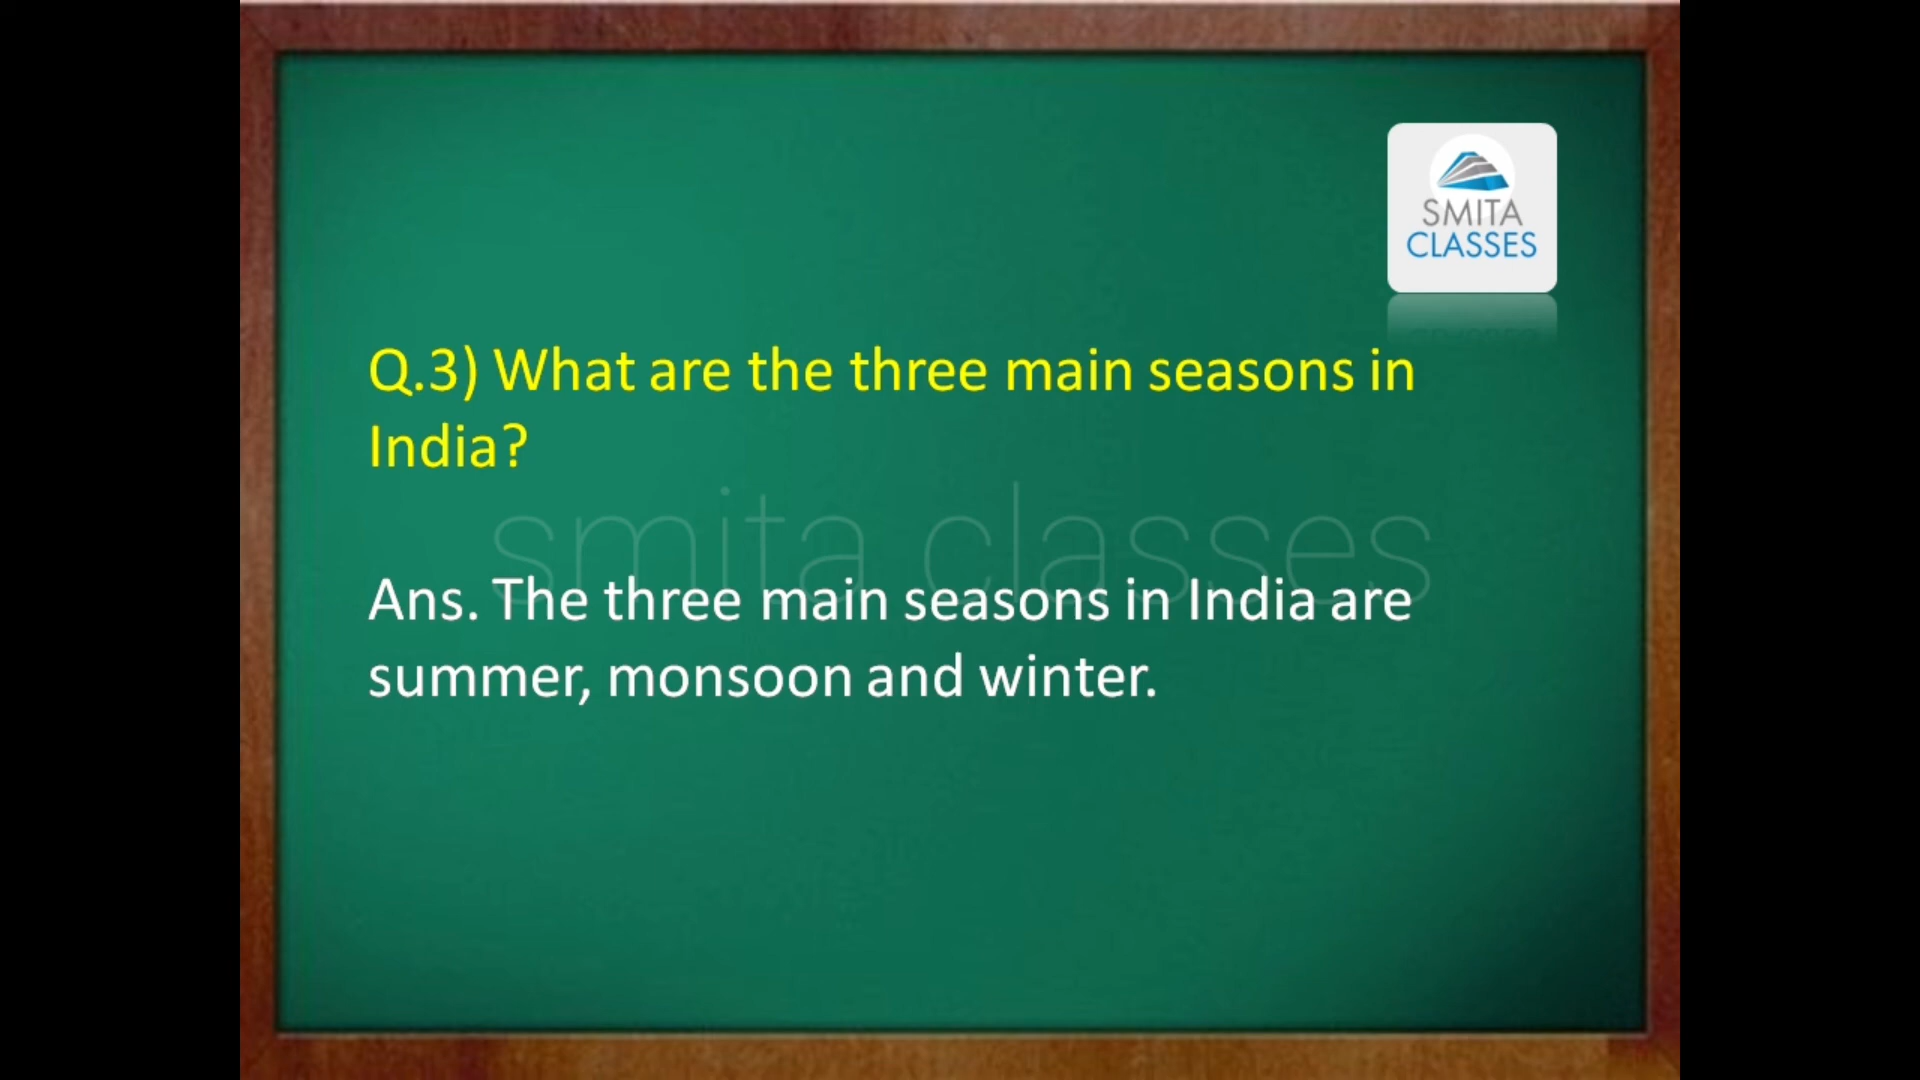 SMITA
CLASSES
Q.3) What are the three main seasons in
India?
smita classes
Ans. The three main seasons in India are
summer, monsoon and winter.